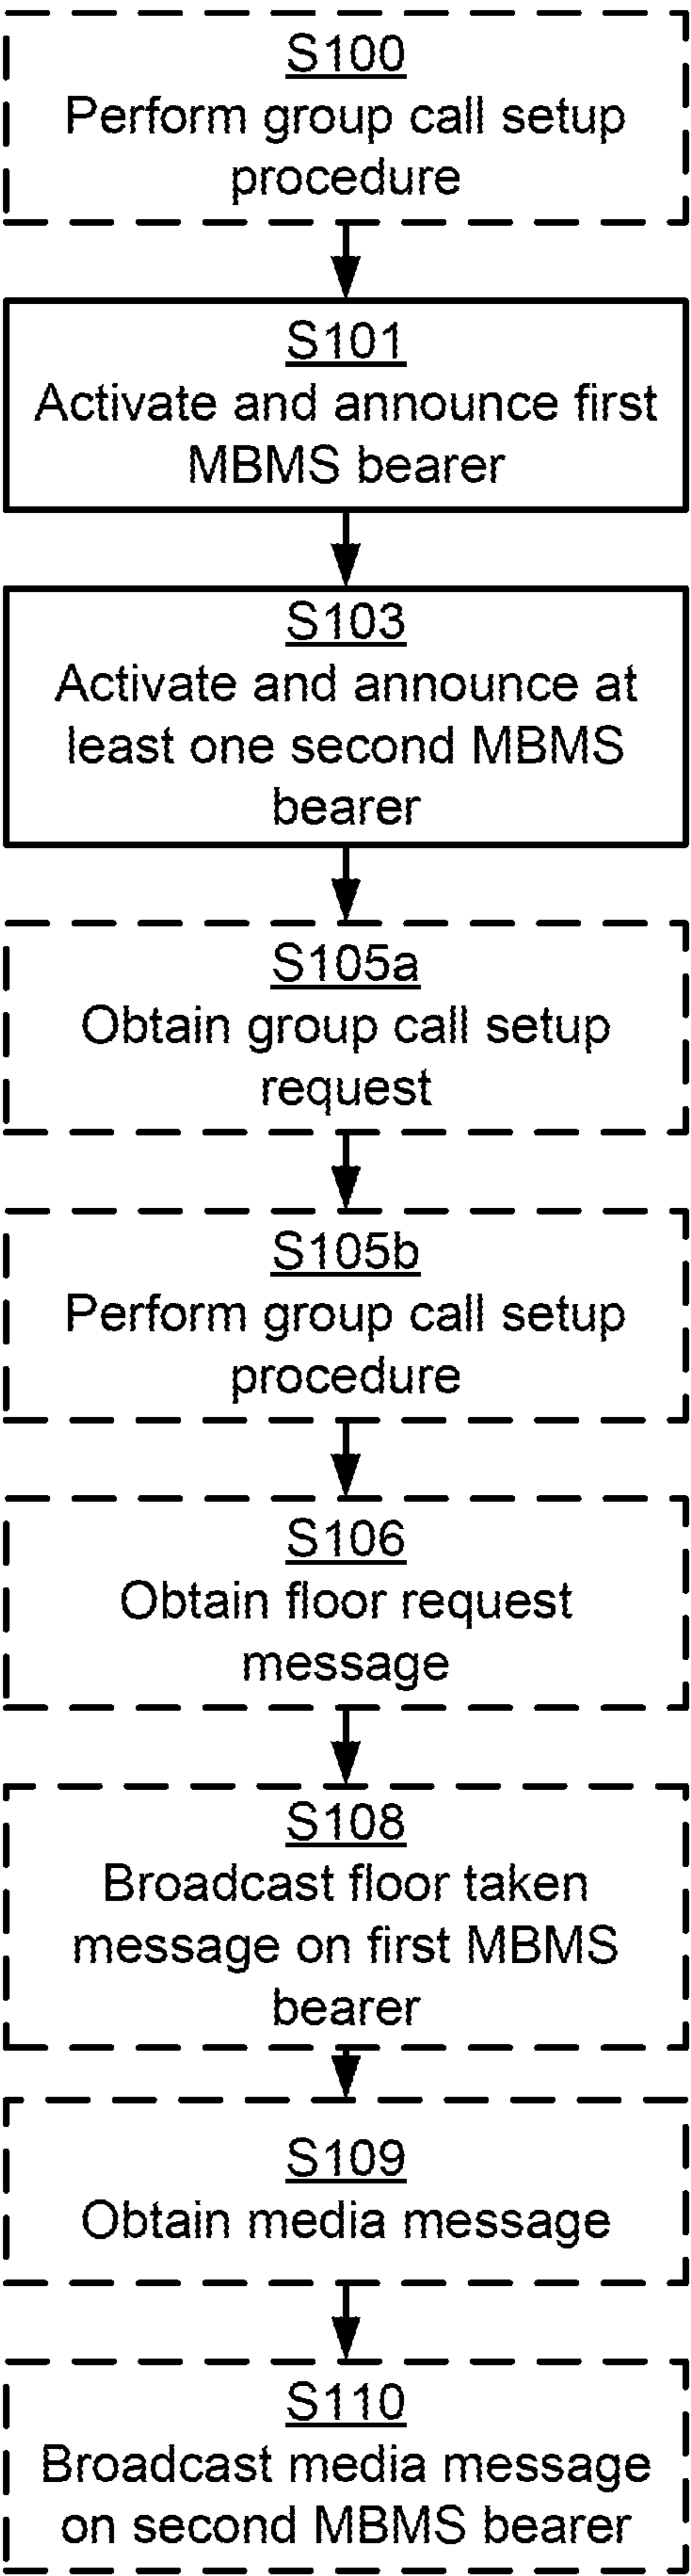 S100
Perform group call setup
procedure
S101
Activate and announce first
MBMS bearer
S103
Activate and announce at
least one second MBMS
bearer
S105a
Obtain group call setup
request
S105b
Perform group call setup
procedure
S106
Obtain floor request
message
S108
Broadcast floor taken
message on first MBMS
bearer
S109
Obtain media message
S110
Broadcast media message
on second MBMS bearer